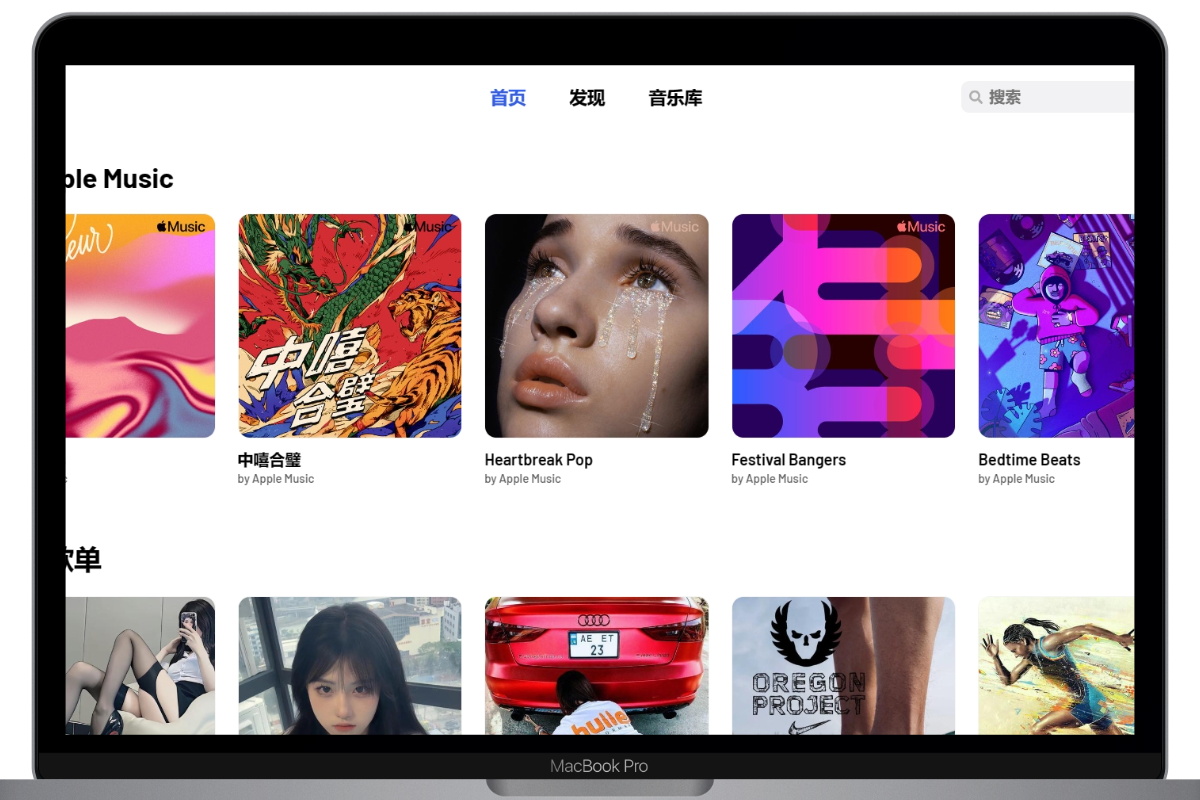 首页 发现 音乐库 搜索
ple Music
eur
Music
Music
Music
Music
中嘻
合璧
中嘻合璧
Heartbreak Pop
Festival Bangers
Bedtime Beats
by Apple Music
by Apple Music
by Apple Music
by Apple Music
歌单
AE ET
23
bulle
OREGON
PROJECT
MacBook Pro